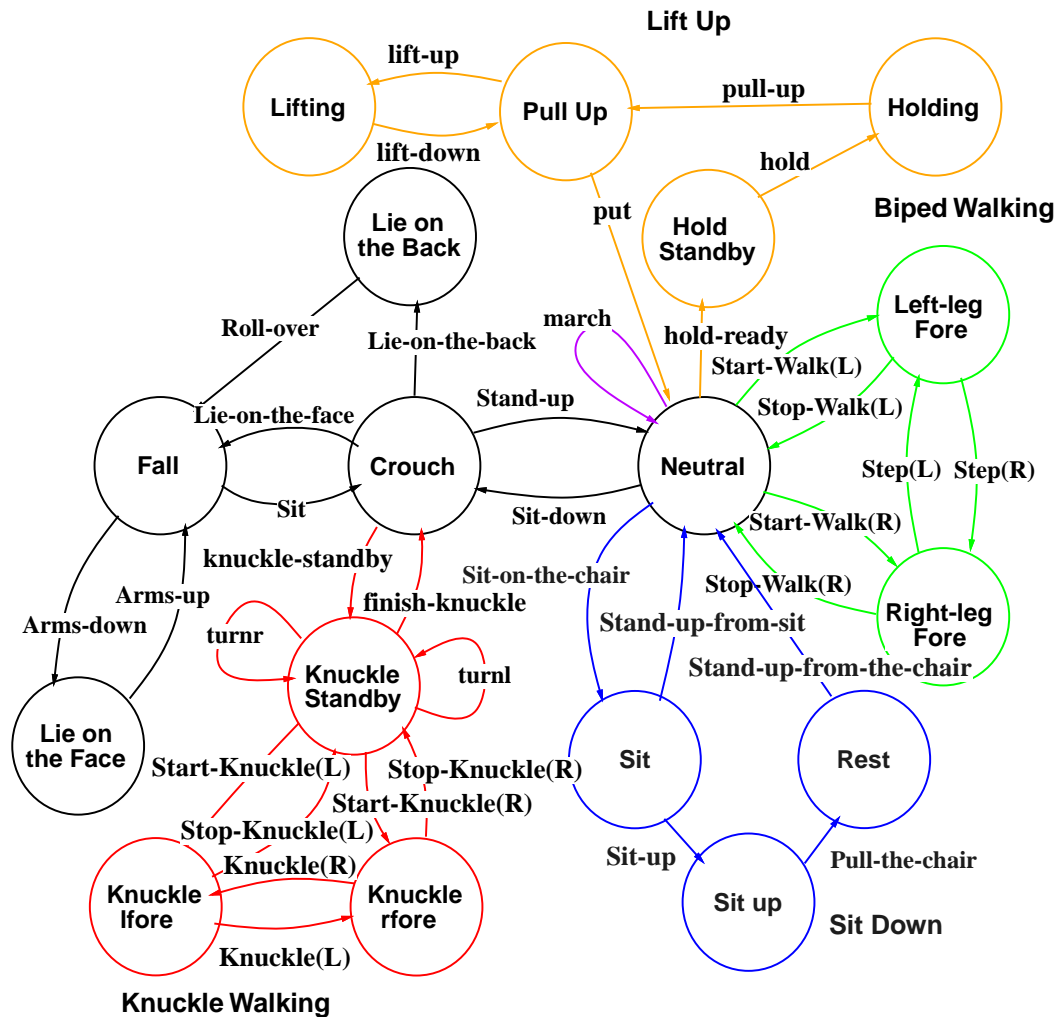 Lift Up
lift-up
Lifting
Pull Up
pull-up
Holding
lift-down
hold
put
Biped Walking
Lie on
the Back
Hold
Standby
Left-leg
Fore
Roll-over
march
Lie-on-the-back
hold-ready
Start-Walk(L)
Stand-up
Stop-Walk(L)
Lie-on-the-face
Fall
Crouch
Neutral
Step(L)
Step(R)
Sit
Sit-down
Start-Walk(R)
knuckle-standby
Sit-on-the-chair
Stop-Walk(R)
Arms-up
finish-knuckle
Arms-down
Stand-up-from-sit
Right-leg
Fore
turnr
Knuckle
Standby
turnl
Stand-up-from-the-chair
Lie on
the Face
Start-Knuckle(L)
Stop-Knuckle(R)
Sit
Rest
Start-Knuckle(R)
Stop-Knuckle(L)
Knuckle(R)
Sit-up
Pull-the-chair
Knuckle
lfore
Knuckle
rfore
Sit up
Sit Down
Knuckle(L)
Knuckle Walking